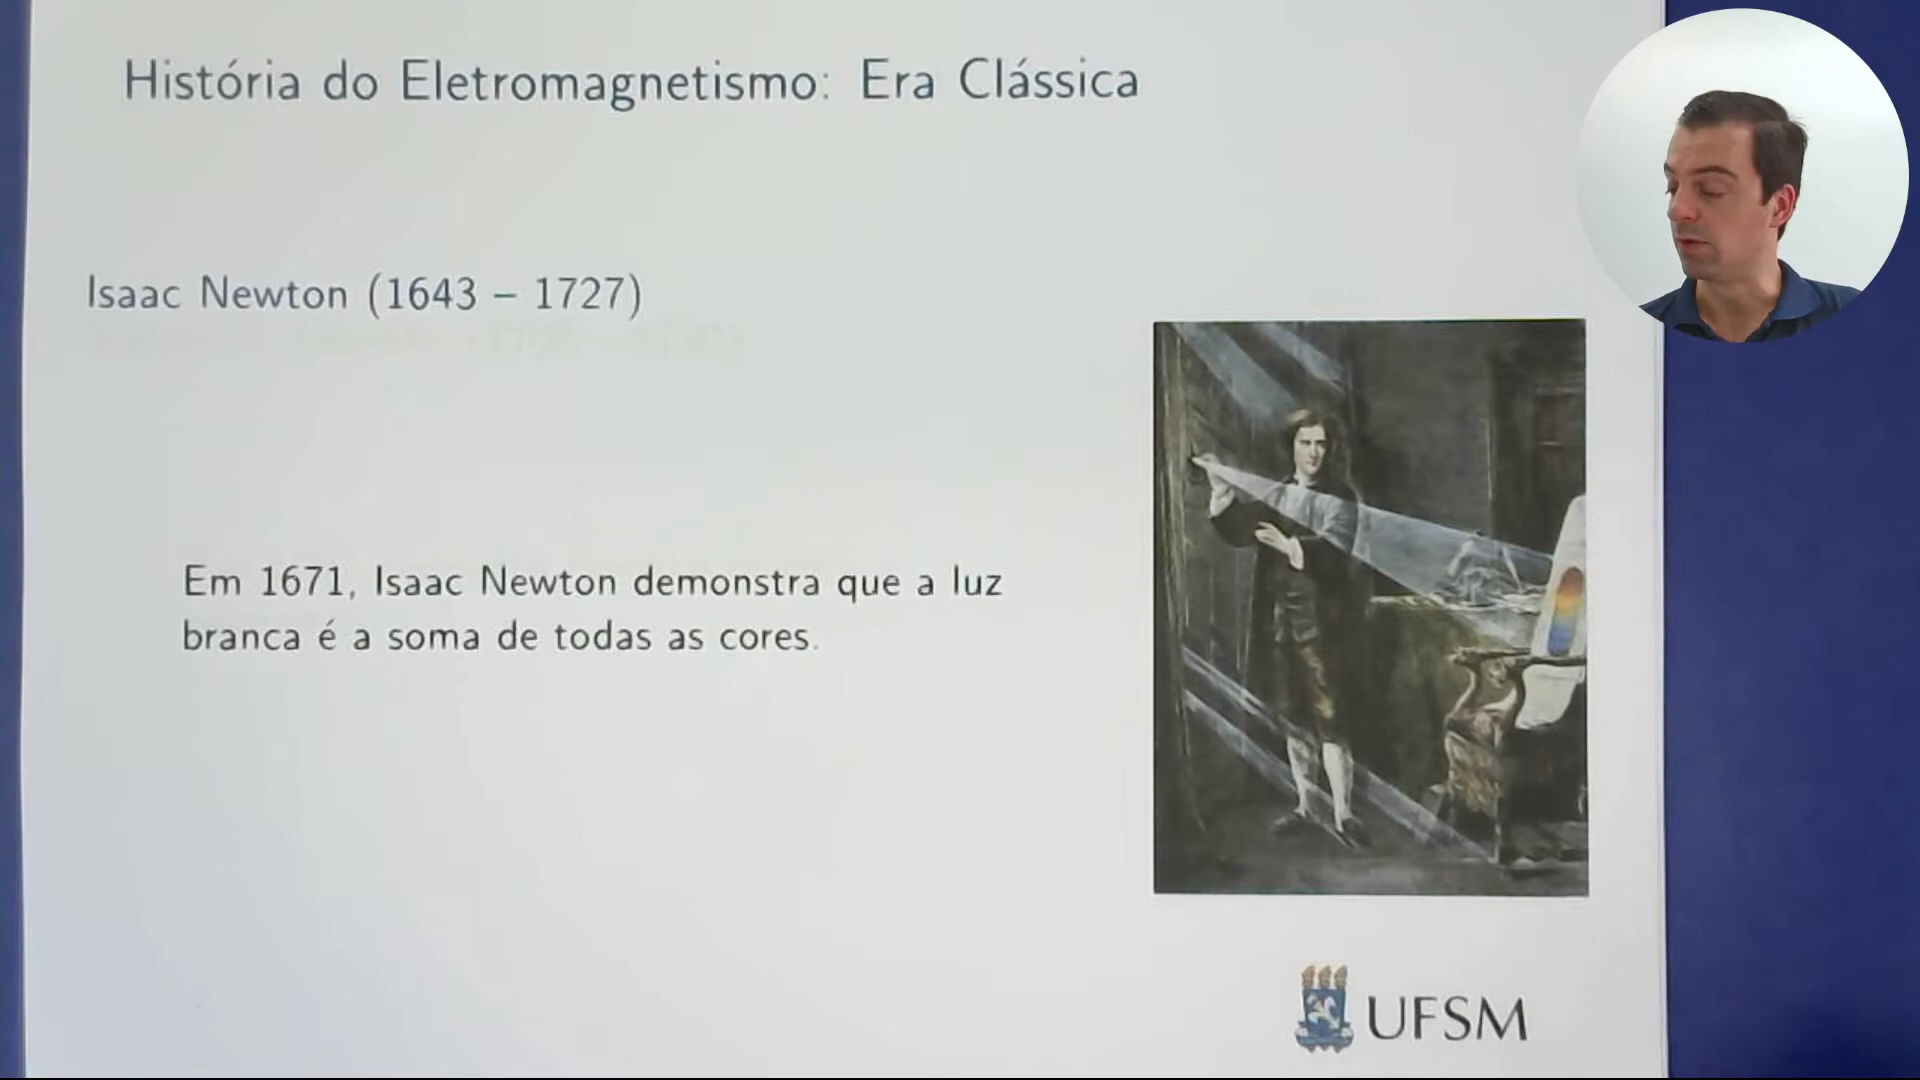 História do Eletromagnetismo: Era Clássica
Isaac Newton (1643 – 1727)
Em 1671, Isaac Newton demonstra que a luz
branca é a soma de todas as cores.
UFSM